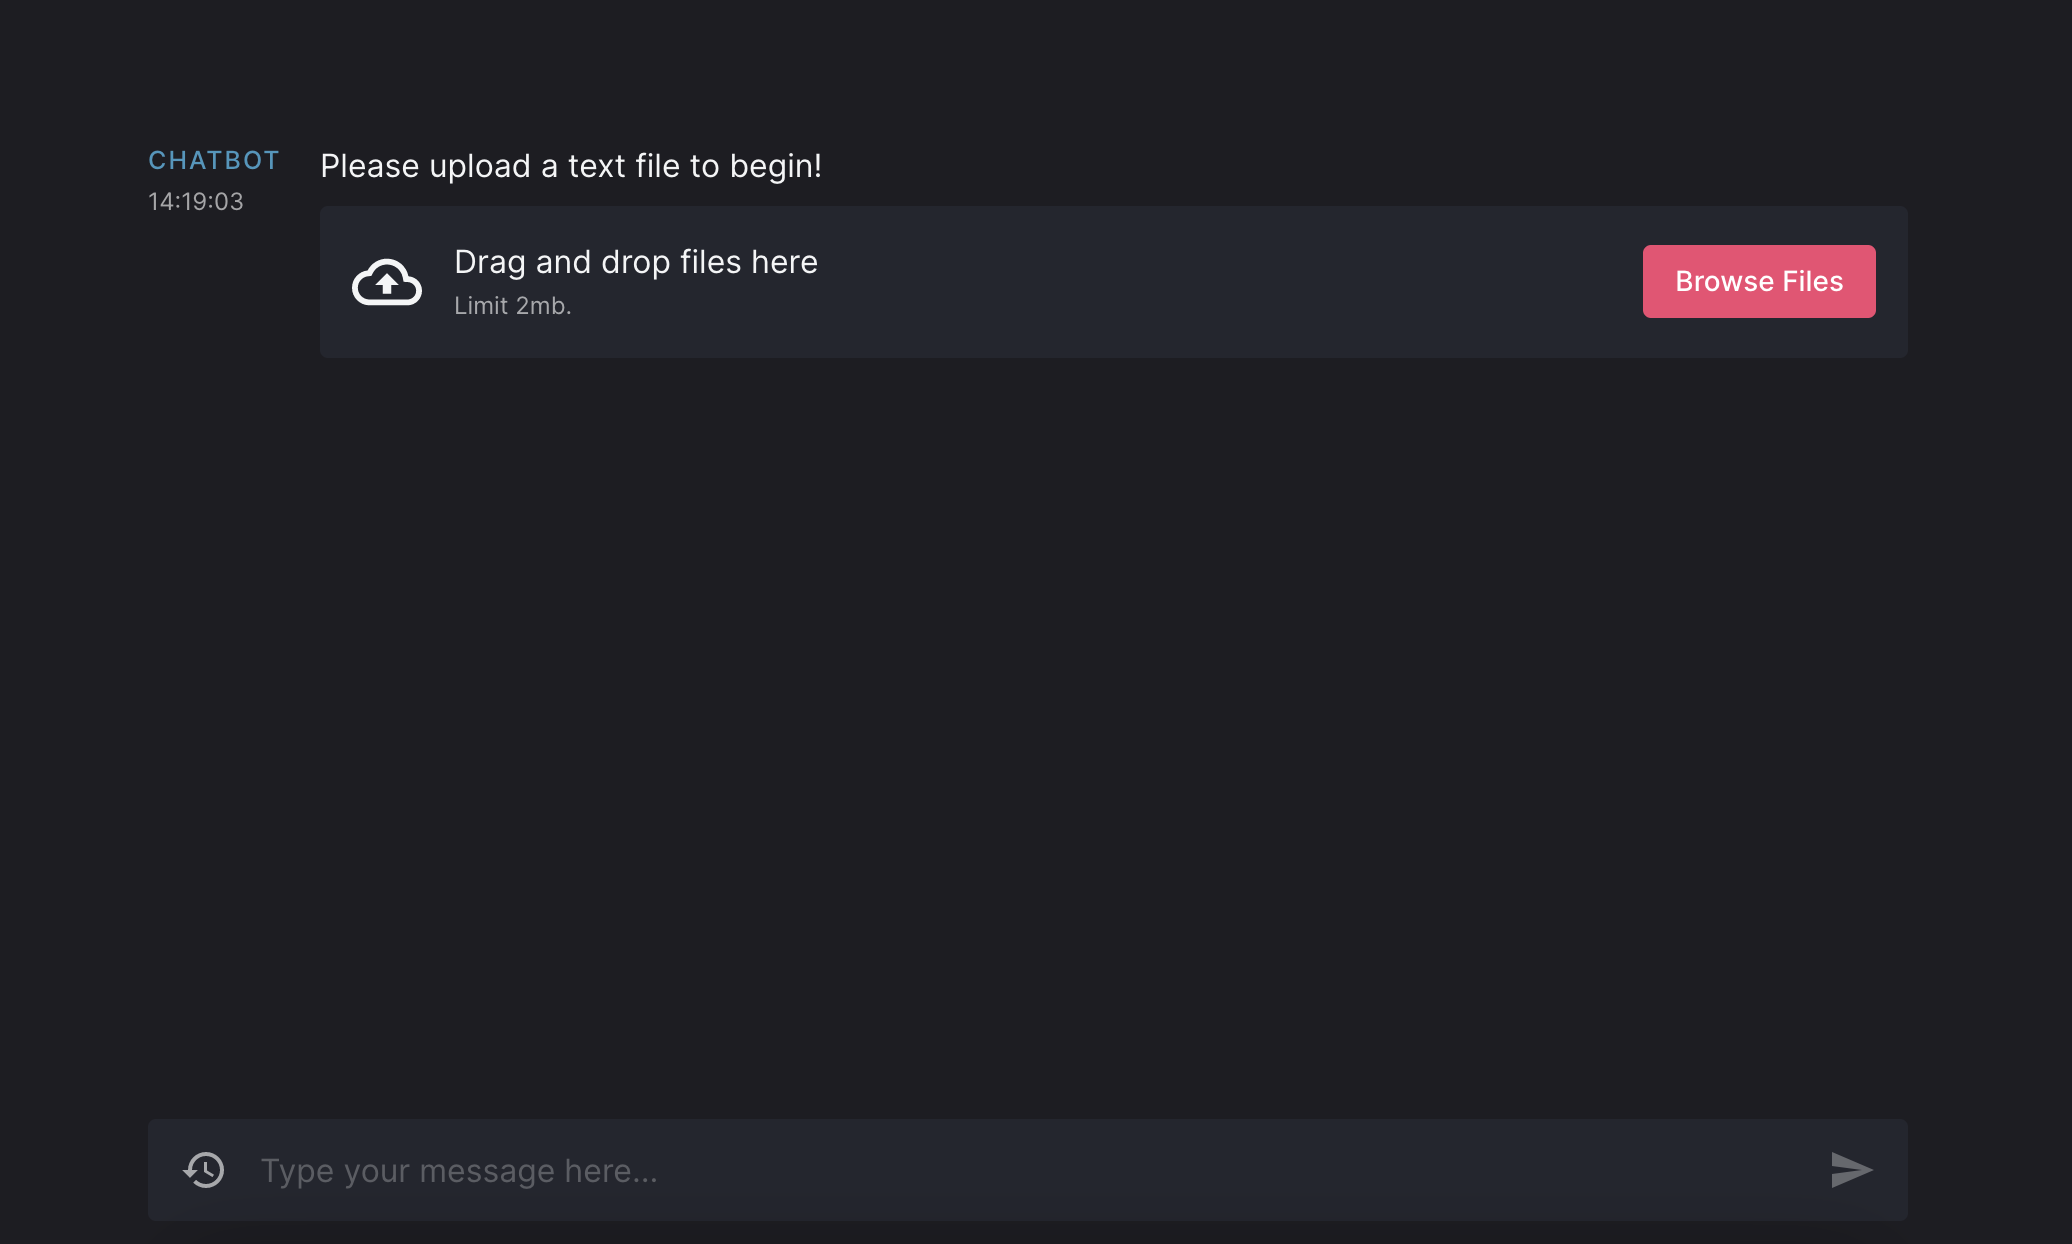 CHATBOT
14:19:03
Please upload a text file to begin!
Drag and drop files here
Limit 2mb.
Browse Files
Type your message here...